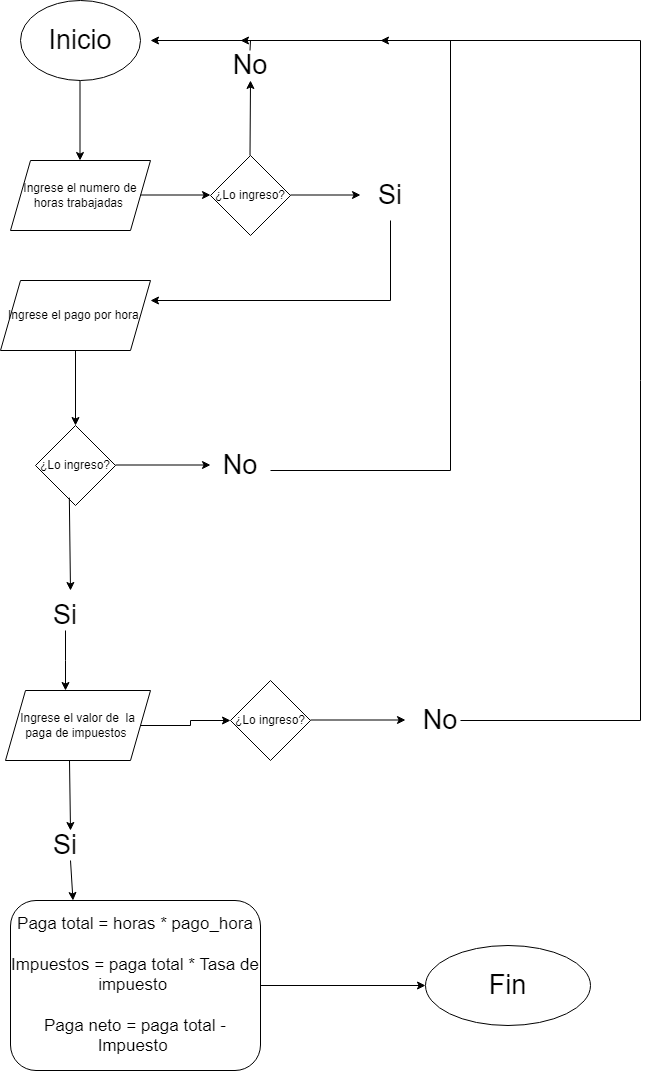 Inicio
No
Ingrese el numero de
horas trabajadas
¿Lo ingreso?
Si
Ingrese el pago por hora
¿Lo ingreso?
No
Si
Ingrese el valor de la
paga de impuestos
¿Lo ingreso?
No
Si
Paga total = horas * pago_hora
Impuestos = paga total * Tasa de
impuesto
Paga neto = paga total -
Impuesto
Fin